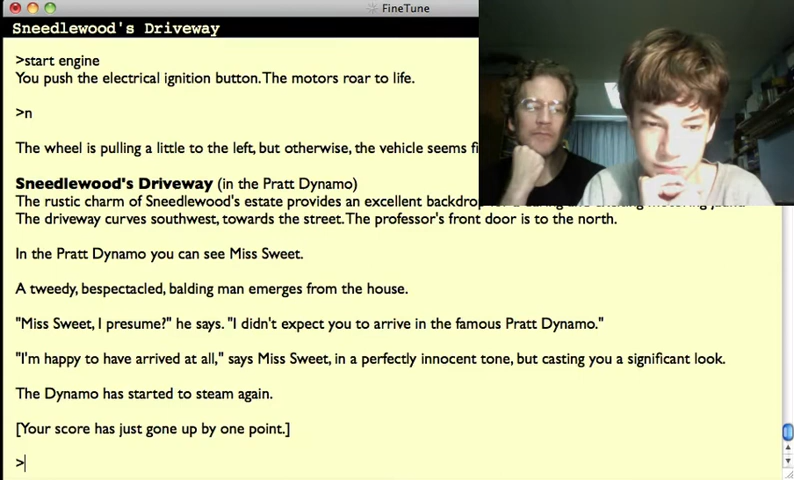 FineTune
Sneedlewood's Driveway
>start engine
You push the electrical ignition button. The motors roar to life.
>n
The wheel is pulling a little to the left, but otherwise, the vehicle seems
Sneedlewood's Driveway (in the Pratt Dynamo)
The rustic charm of Sneedlewood's estate provides an excellent backdrop
The driveway curves southwest, towards the street. The professor's front door is to the north.
In the Pratt Dynamo you can see Miss Sweet.
A tweedy, bespectacled, balding man emerges from the house.
"Miss Sweet, I presume?" he says. "I didn't expect you to arrive in the famous Pratt Dynamo."
"I'm happy to have arrived at all," says Miss Sweet, in a perfectly innocent tone, but casting you a significant look.
The Dynamo has started to steam again.
[Your score has just gone up by one point.]
>